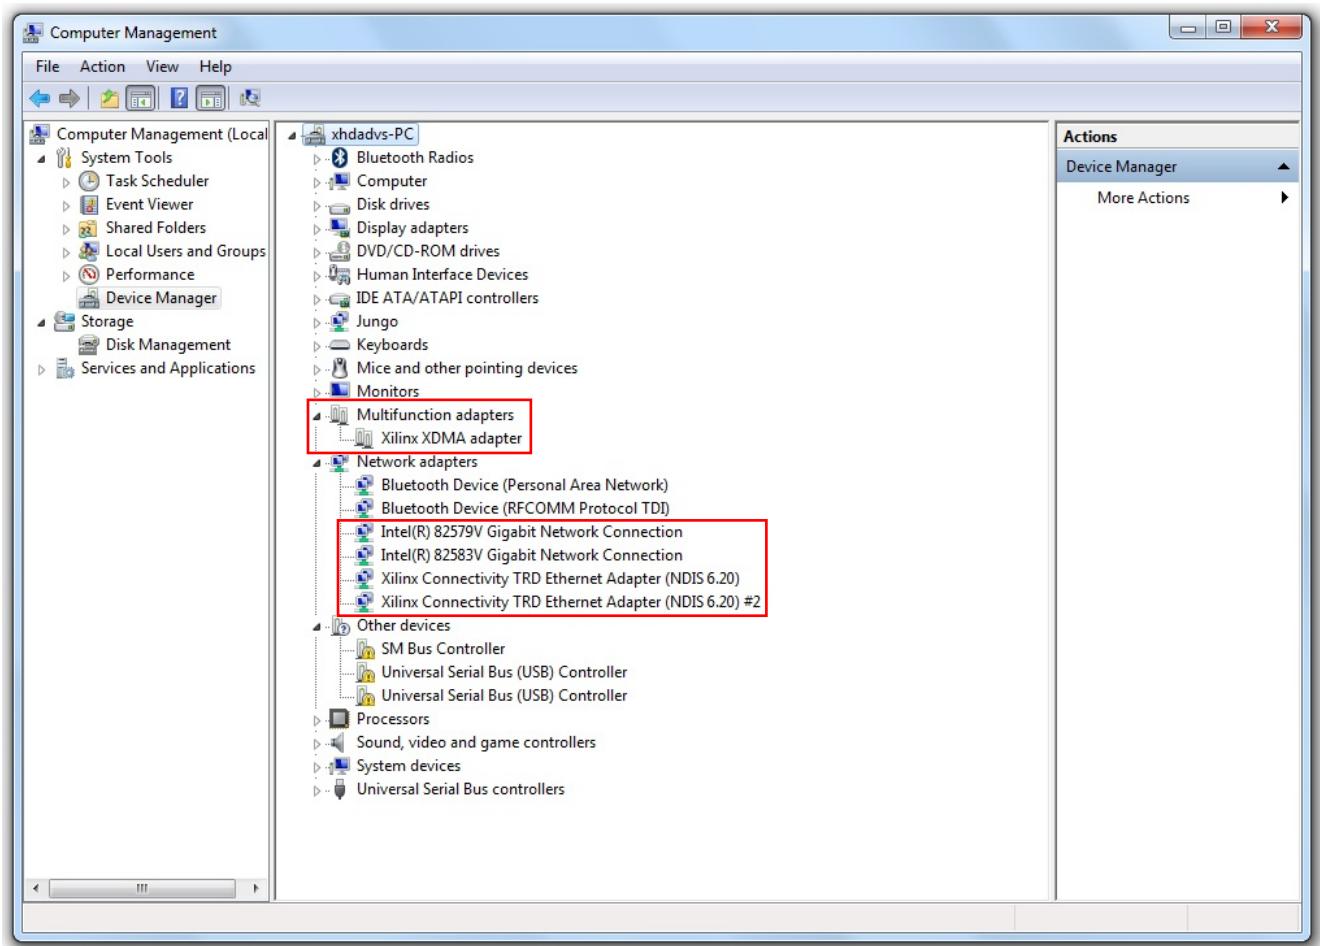 Computer Management
File Action View Help
Computer Management (Local
System Tools
Task Scheduler
Event Viewer
Shared Folders
Local Users and Groups
Performance
Device Manager
Storage
Disk Management
Services and Applications
xhdadvs-PC
Bluetooth Radios
Computer
Disk drives
Display adapters
DVD/CD-ROM drives
Human Interface Devices
IDE ATA/ATAPI controllers
Jungo
Keyboards
Mice and other pointing devices
Monitors
Multifunction adapters
Xilinx XDMA adapter
Network adapters
Bluetooth Device (Personal Area Network)
Bluetooth Device (RFCOMM Protocol TDI)
Intel(R) 82579V Gigabit Network Connection
Intel(R) 82583V Gigabit Network Connection
Xilinx Connectivity TRD Ethernet Adapter (NDIS 6.20)
Xilinx Connectivity TRD Ethernet Adapter (NDIS 6.20) #2
Other devices
SM Bus Controller
Universal Serial Bus (USB) Controller
Universal Serial Bus (USB) Controller
Processors
Sound, video and game controllers
System devices
Universal Serial Bus controllers
Actions
Device Manager
More Actions